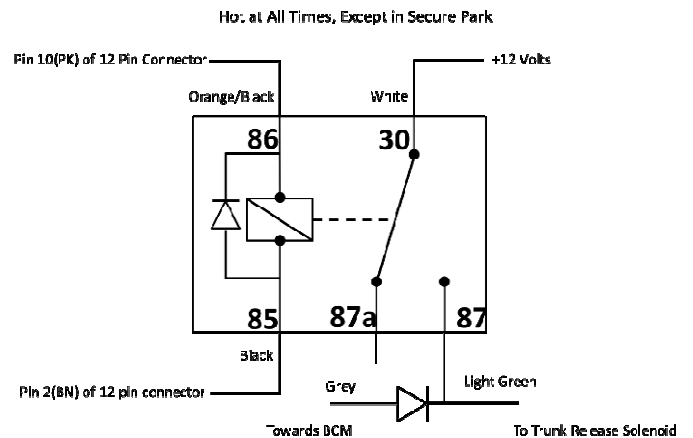 Hot at All Times, Except in Secure Park
Pin 10(PK) of 12 Pin Connector
+12 Volts
Orange/Black
White
86
30
85
87a
87
Black
Pin 2(BN) of 12 pin connector
Grey
Light Green
Towards BCM
To Trunk Release Solenoid